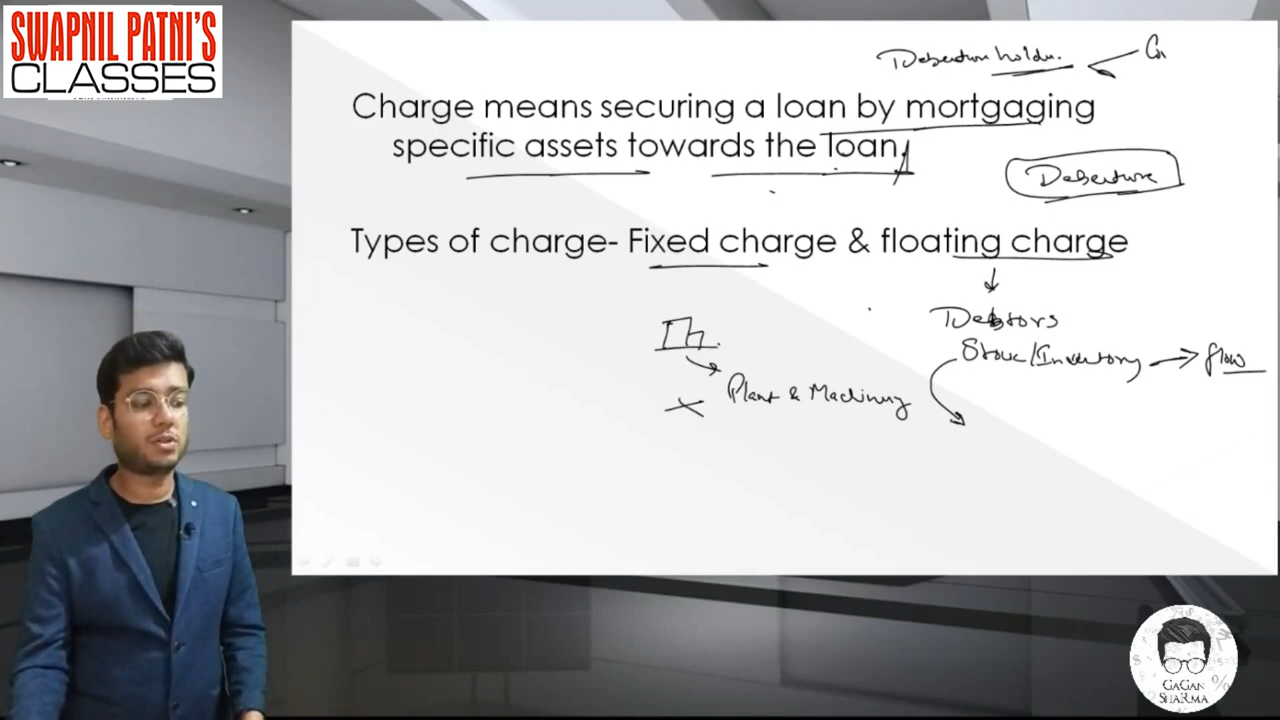 SWAPNIL PATNI'S
CLASSES
Debenture holder. Co
Charge means securing a loan by mortgaging
specific assets towards the loan.
Debenture
Types of charge- Fixed charge & floating charge
Debtors
Stock/Inventory → flow
Plant & Machinery
GAGAN
SHARMA